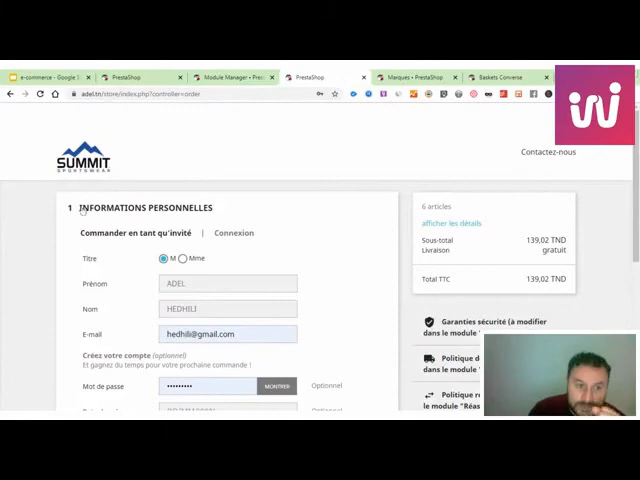 e-commerce - Google S
PrestaShop
Module Manager • Pres
PrestaShop
Marques • PrestaShop
Baskets Converse
adel.tn/store/index.php?controller=order
SUMMIT
SPORTSWEAR
Contactez-nous
1 INFORMATIONS PERSONNELLES
Commander en tant qu'invité | Connexion
Titre
M
Mme
Prénom
ADEL
Nom
HEDHILI
E-mail
hedhili@gmail.com
Créez votre compte (optionnel)
Et gagnez du temps pour votre prochaine commande !
Mot de passe
•••••••••
MONTRER
Optionnel
6 articles
afficher les détails
Sous-total 139,02 TND
Livraison gratuit
Total TTC 139,02 TND
Garanties sécurité (à modifier
dans le module "
Politique de
dans le module "
Politique re
le module "Réas